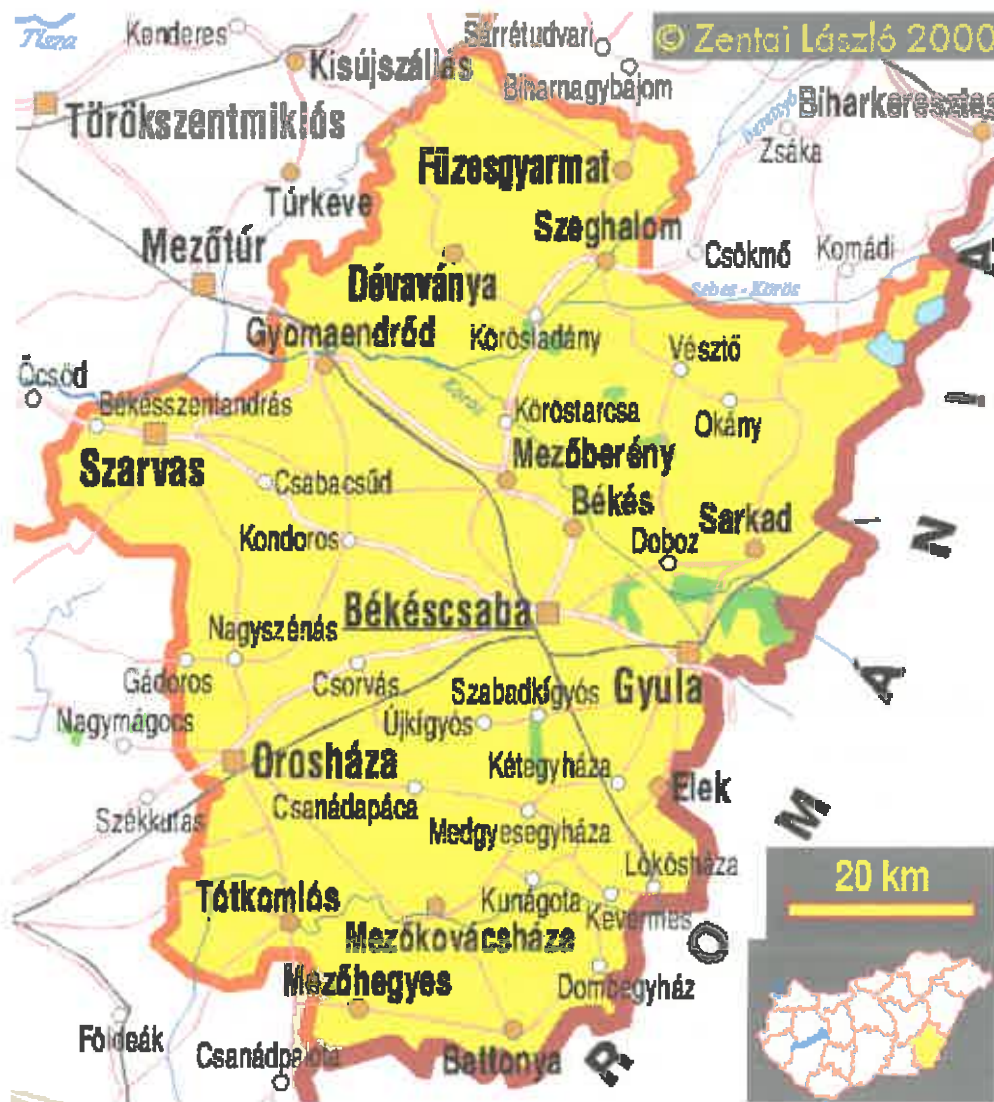 Tisza
Kenderes
Sárrétudvari
© Zentai László 2000
Kisújszállás
Biharnagybajom
Biharkeresztes
Törökszentmiklós
Berettyó
Zsáka
Füzesgyarmat
Túrkeve
Szeghalom
Mezőtúr
Csökmő
Komádi
Dévaványa
Sebes - Körös
Gyomaendrőd
Körösladány
Vésztő
Öcsöd
Körös
Békésszentandrás
Köröstarcsa
Okány
Szarvas
Mezőberény
Csabacsűd
Békés
Sarkad
Kondoros
Doboz
Békéscsaba
Nagyszénás
Gádoros
Csorvás
Szabadkígyós
Gyula
Nagymágocs
Újkígyós
Orosháza
Kétegyháza
Elek
Csanádapáca
Székkutas
Medgyesegyháza
Lőkösháza
20 km
Tótkomlós
Kunágota
Kevermes
Mezőkovácsháza
Mezőhegyes
Dombegyház
Földeák
Csanádpalota
Battonya
R O M Á N I A